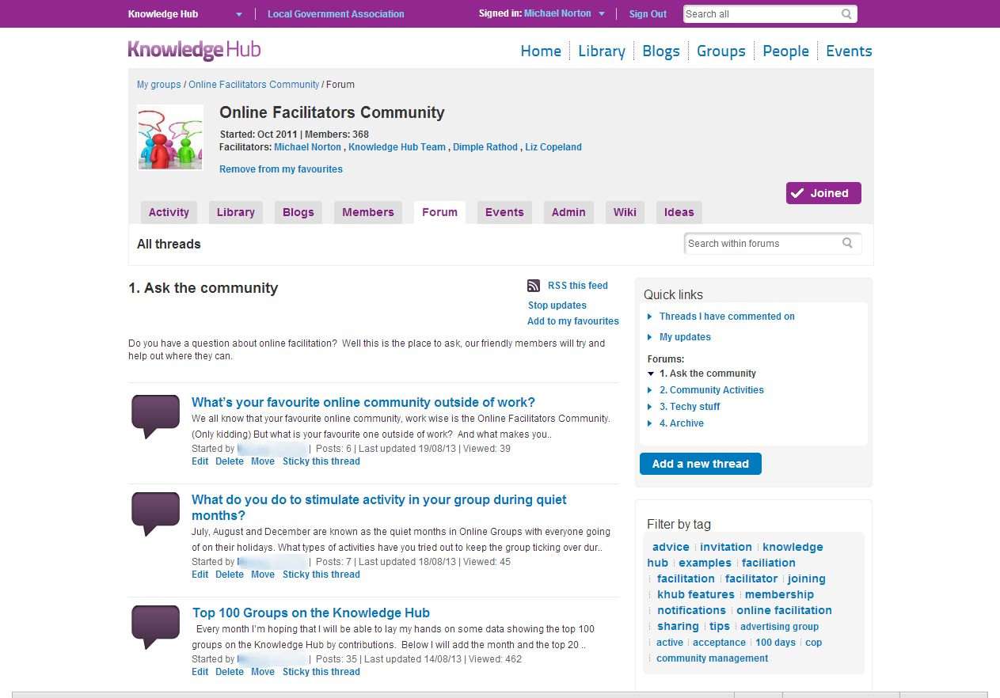 Knowledge Hub | Local Government Association Signed in: Michael Norton | Sign Out Search all
Knowledge Hub
Home Library Blogs Groups People Events
My groups / Online Facilitators Community / Forum
Online Facilitators Community
Started: Oct 2011 | Members: 368
Facilitators: Michael Norton , Knowledge Hub Team , Dimple Rathod , Liz Copeland
Remove from my favourites
Joined
Activity Library Blogs Members Forum Events Admin Wiki Ideas
All threads
Search within forums
1. Ask the community
RSS this feed
Stop updates
Add to my favourites
Do you have a question about online facilitation? Well this is the place to ask, our friendly members will try and
help out where they can.
What's your favourite online community outside of work?
We all know that your favourite online community, work wise is the Online Facilitators Community.
(Only kidding) But what is your favourite one outside of work? And what makes you..
Started by | Posts: 6 | Last updated 19/08/13 | Viewed: 39
Edit Delete Move Sticky this thread
What do you do to stimulate activity in your group during quiet
months?
July, August and December are known as the quiet months in Online Groups with everyone going
of on their holidays. What types of activities have you tried out to keep the group ticking over dur..
Started by | Posts: 7 | Last updated 18/08/13 | Viewed: 45
Edit Delete Move Sticky this thread
Top 100 Groups on the Knowledge Hub
Every month I'm hoping that I will be able to lay my hands on some data showing the top 100
groups on the Knowledge Hub by contributions. Below I will add the month and the top 20 ..
Started by | Posts: 35 | Last updated 14/08/13 | Viewed: 462
Edit Delete Move Sticky this thread
Quick links
Threads I have commented on
My updates
Forums:
1. Ask the community
2. Community Activities
3. Techy stuff
4. Archive
Add a new thread
Filter by tag
advice invitation knowledge
hub examples faciliation
facilitation facilitator joining
khub features membership
notifications online facilitation
sharing tips advertising group
active acceptance 100 days cop
community management